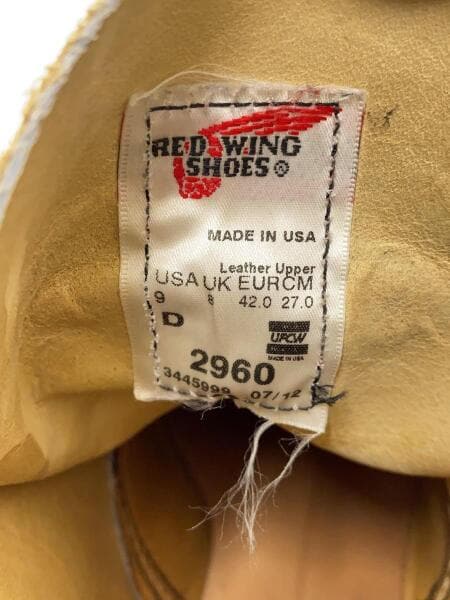 RED WING
SHOES®
MADE IN USA
Leather Upper
USA UK EUR CM
9 8 42.0 27.0
D
UFCW
MADE IN USA
2960
3445999 07/12